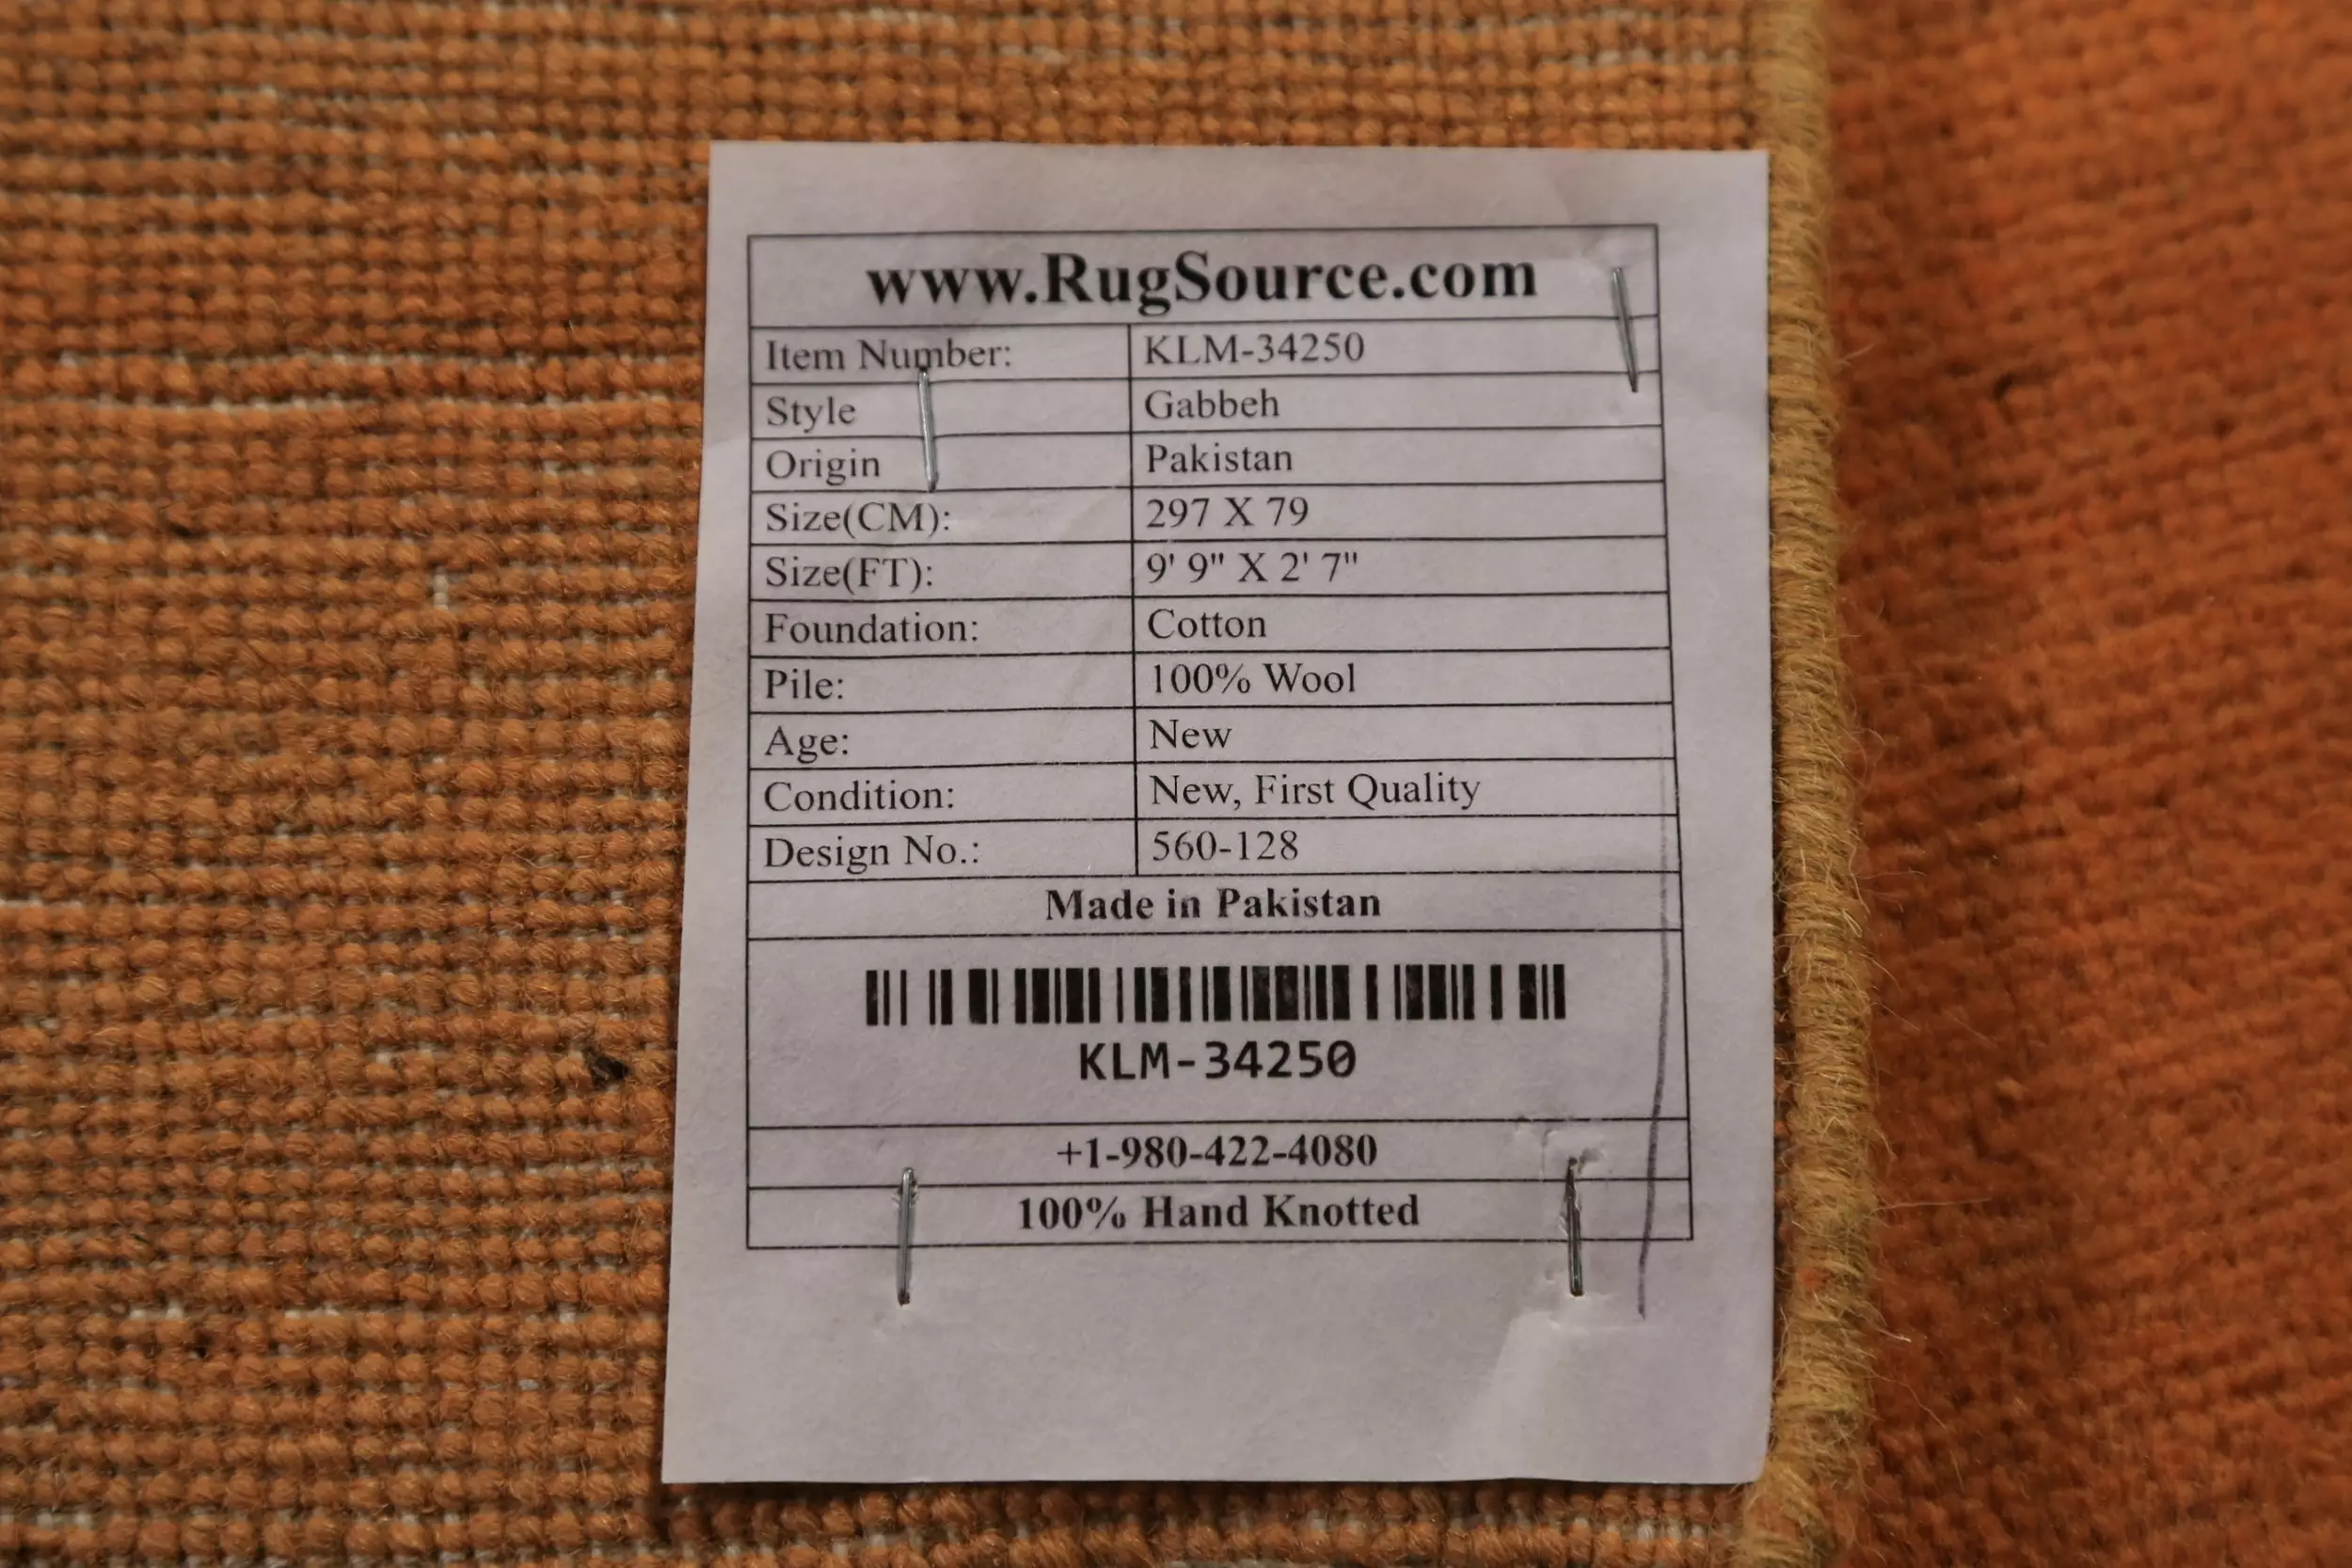 www.RugSource.com
Item Number: KLM-34250
Style Gabbeh
Origin Pakistan
Size(CM): 297 X 79
Size(FT): 9' 9" X 2' 7"
Foundation: Cotton
Pile: 100% Wool
Age: New
Condition: New, First Quality
Design No.: 560-128
Made in Pakistan
KLM-34250
+1-980-422-4080
100% Hand Knotted